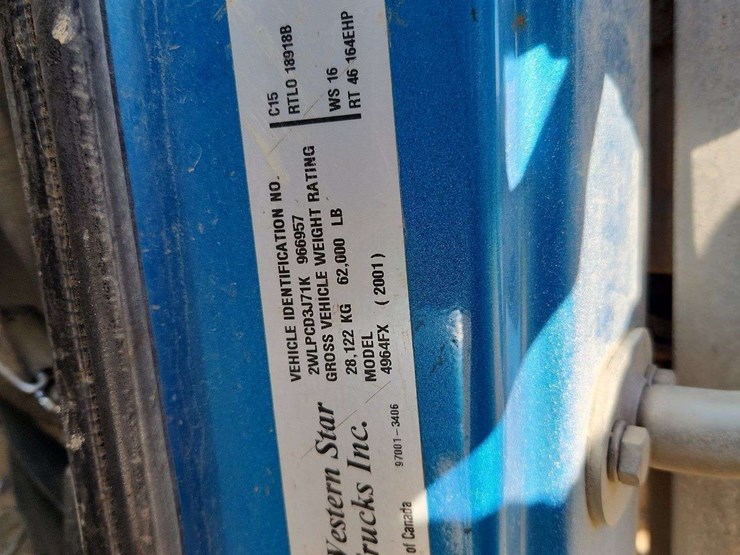 Western Star
Trucks Inc.
of Canada
97001-3406
VEHICLE IDENTIFICATION NO.
2WLPCD3J71K 966957
GROSS VEHICLE WEIGHT RATING
28,122 KG 62,000 LB
MODEL
4964FX (2001)
C15
RTLO 18918B
WS 16
RT 46 164EHP